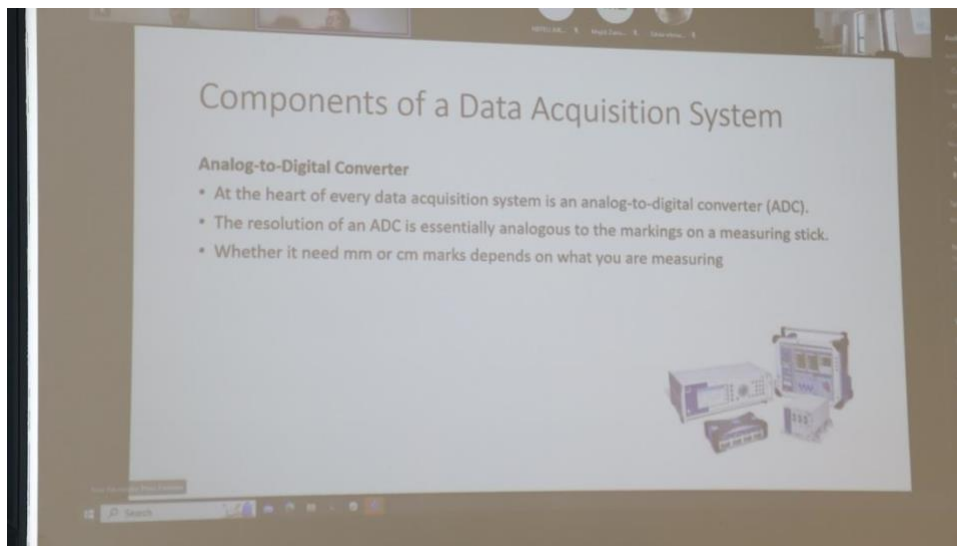 Components of a Data Acquisition System
Analog-to-Digital Converter
• At the heart of every data acquisition system is an analog-to-digital converter (ADC).
• The resolution of an ADC is essentially analogous to the markings on a measuring stick.
• Whether it need mm or cm marks depends on what you are measuring
Search